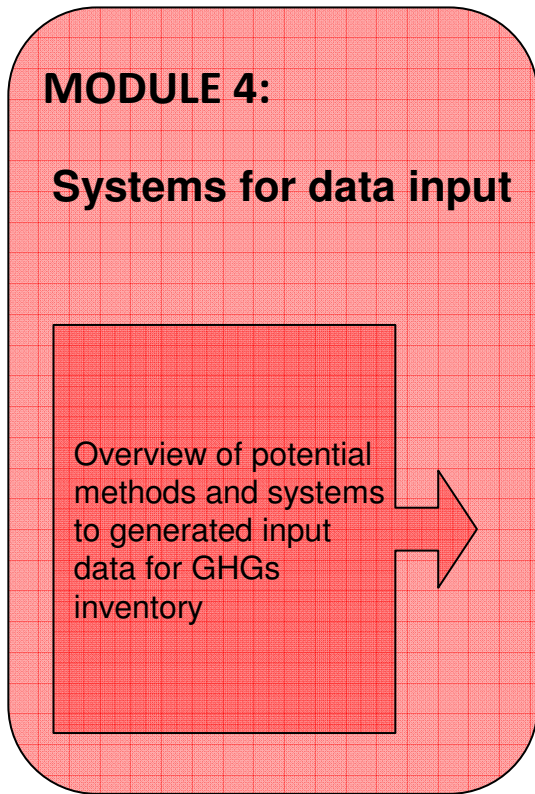 MODULE 4:
Systems for data input
Overview of potential
methods and systems
to generated input
data for GHGs
inventory